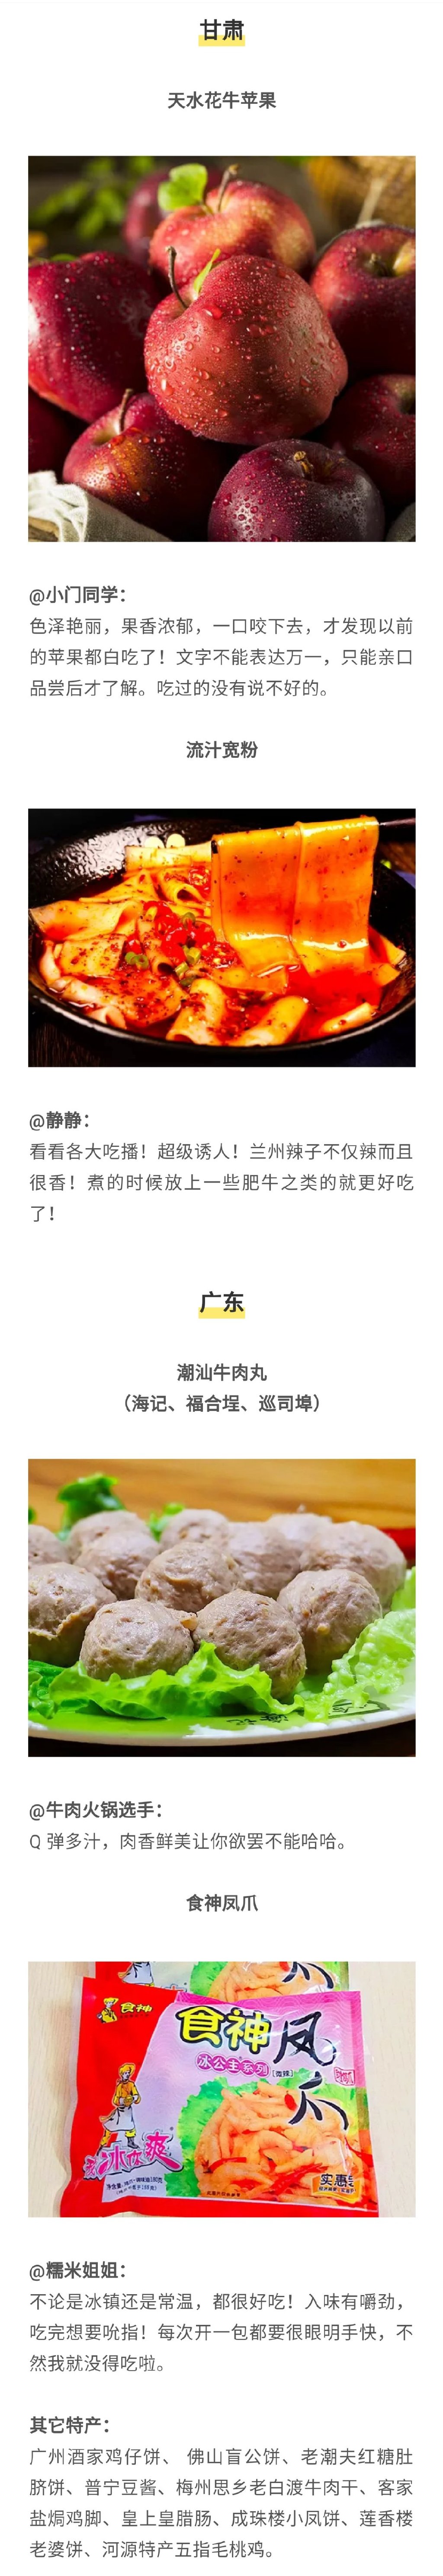 甘肃
天水花牛苹果
@小门同学：
色泽艳丽，果香浓郁，一口咬下去，才发现以前
的苹果都白吃了！文字不能表达万一，只能亲口
品尝后才了解。吃过的没有说不好的。
流汁宽粉
@静静：
看看各大吃播！超级诱人！兰州辣子不仅辣而且
很香！煮的时候放上一些肥牛之类的就更好吃
了！
广东
潮汕牛肉丸
（海记、福合埕、巡司埠）
@牛肉火锅选手：
Q 弹多汁，肉香鲜美让你欲罢不能哈哈。
食神凤爪
食神
食神
凤爪
冰公主系列
[微辣]
冰傲爽
实惠
@糯米姐姐：
不论是冰镇还是常温，都很好吃！入味有嚼劲，
吃完想要吮指！每次开一包都要很眼明手快，不
然我就没得吃啦。
其它特产：
广州酒家鸡仔饼、 佛山盲公饼、老潮夫红糖肚
脐饼、普宁豆酱、梅州思乡老白渡牛肉干、客家
盐焗鸡脚、皇上皇腊肠、成珠楼小凤饼、莲香楼
老婆饼、河源特产五指毛桃鸡。